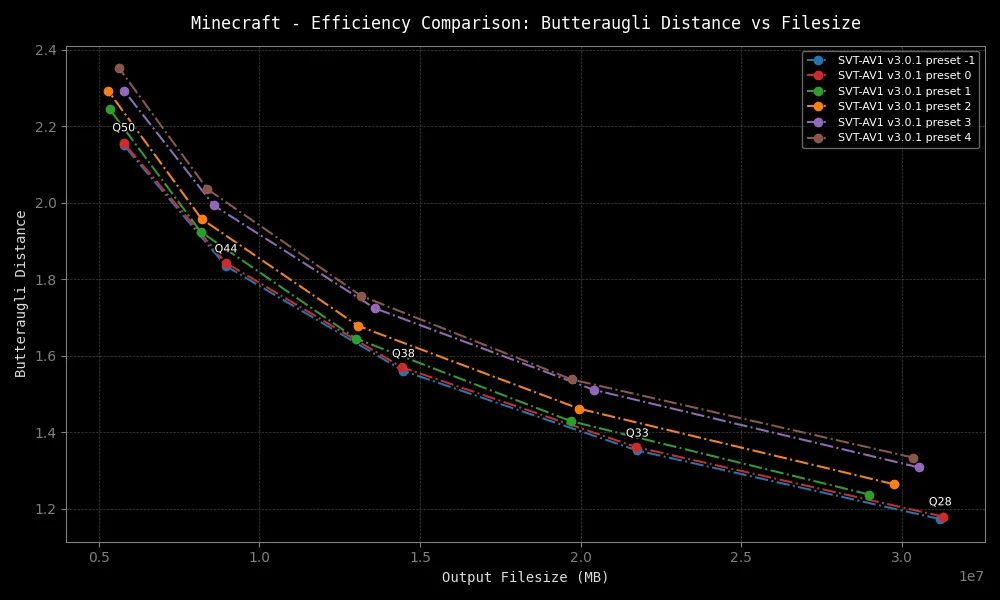 Minecraft - Efficiency Comparison: Butteraugli Distance vs Filesize
SVT-AV1 v3.0.1 preset -1
SVT-AV1 v3.0.1 preset 0
SVT-AV1 v3.0.1 preset 1
SVT-AV1 v3.0.1 preset 2
SVT-AV1 v3.0.1 preset 3
SVT-AV1 v3.0.1 preset 4
Butteraugli Distance
2.4
2.2
2.0
1.8
1.6
1.4
1.2
Q50
Q44
Q38
Q33
Q28
0.5
1.0
1.5
2.0
2.5
3.0
1e7
Output Filesize (MB)